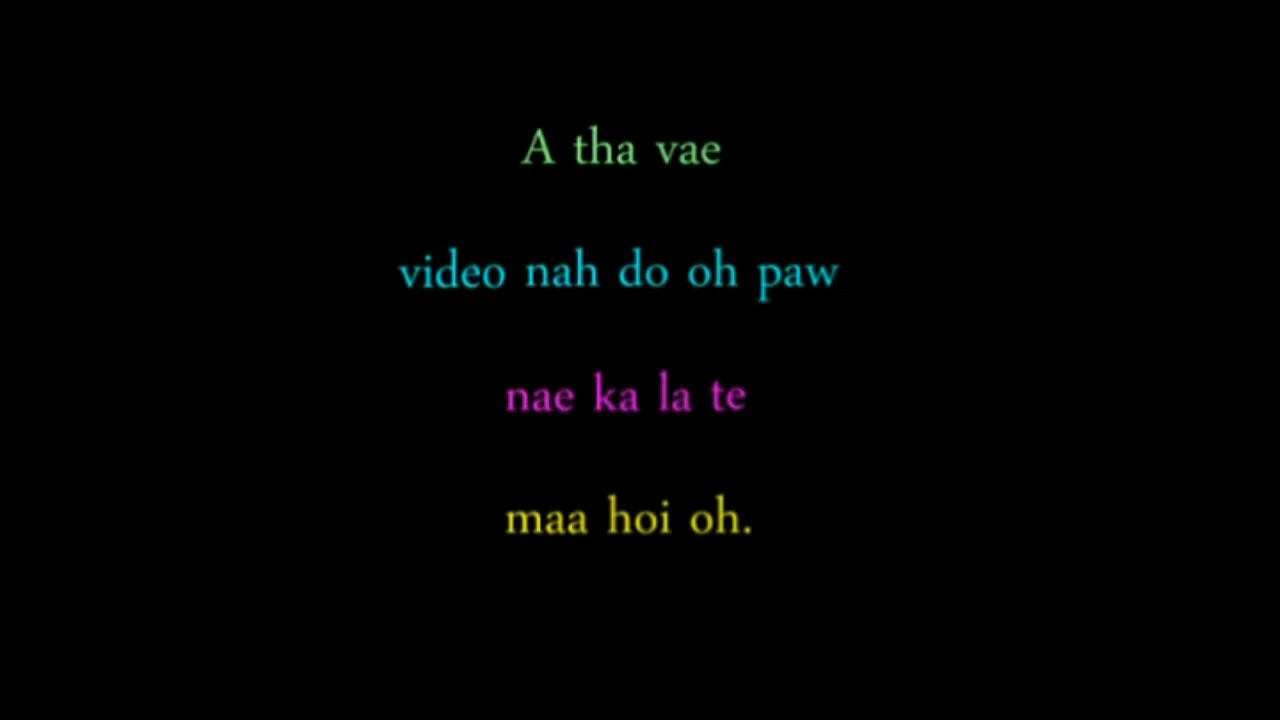 A tha vae
video nah do oh paw
nae ka la te
maa hoi oh.